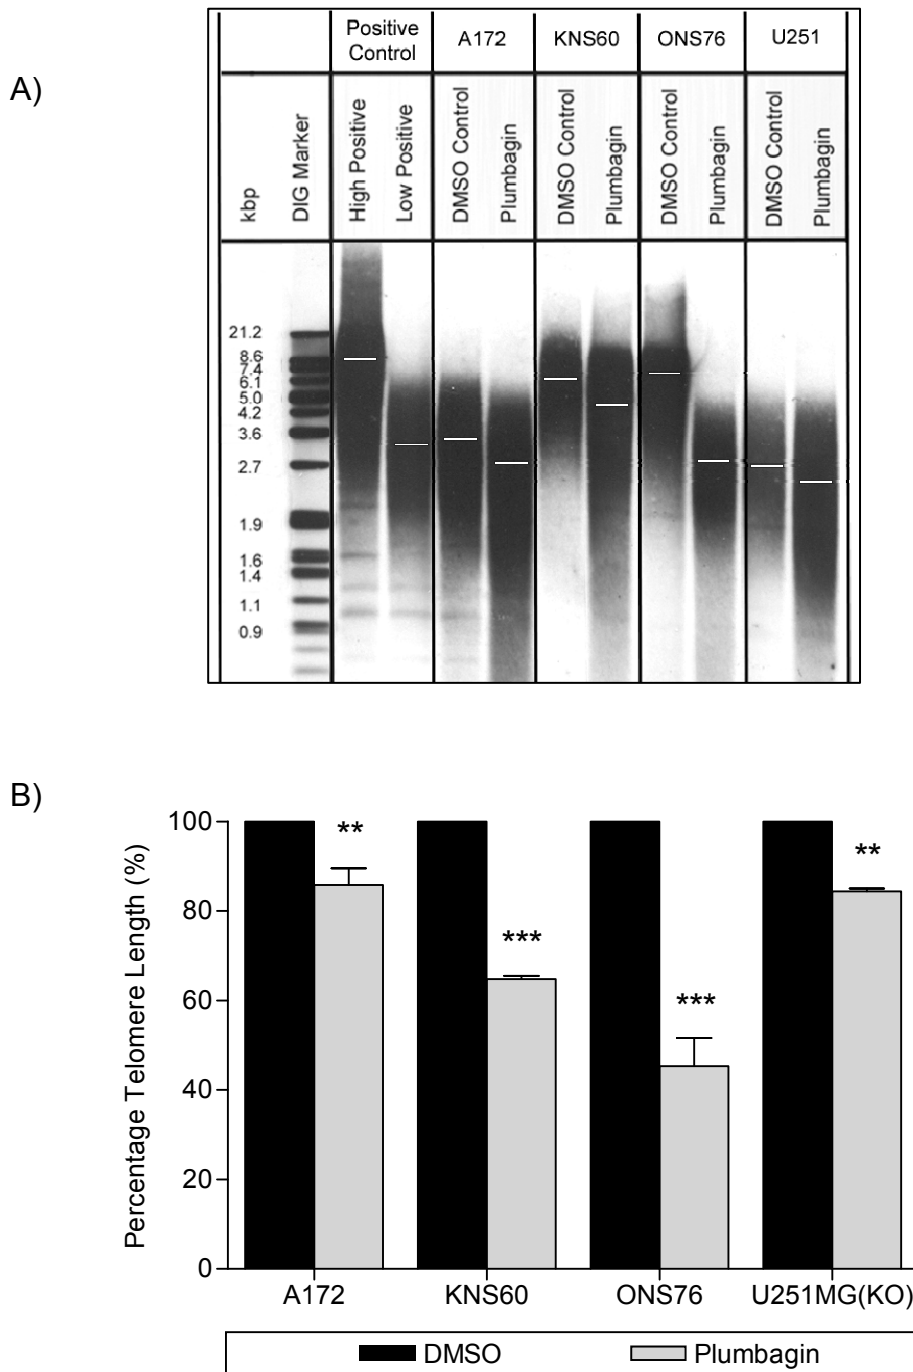 A)
Positive Control A172 KNS60 ONS76 U251
kbp DIG Marker High Positive Low Positive DMSO Control Plumbagin DMSO Control Plumbagin DMSO Control Plumbagin DMSO Control Plumbagin
21.2
8.6
7.4
6.1
5.0
4.2
3.6
2.7
1.9
1.6
1.4
1.1
0.9
B)
Percentage Telomere Length (%)
100
80
60
40
20
0
** *** *** **
A172 KNS60 ONS76 U251MG(KO)
DMSO Plumbagin